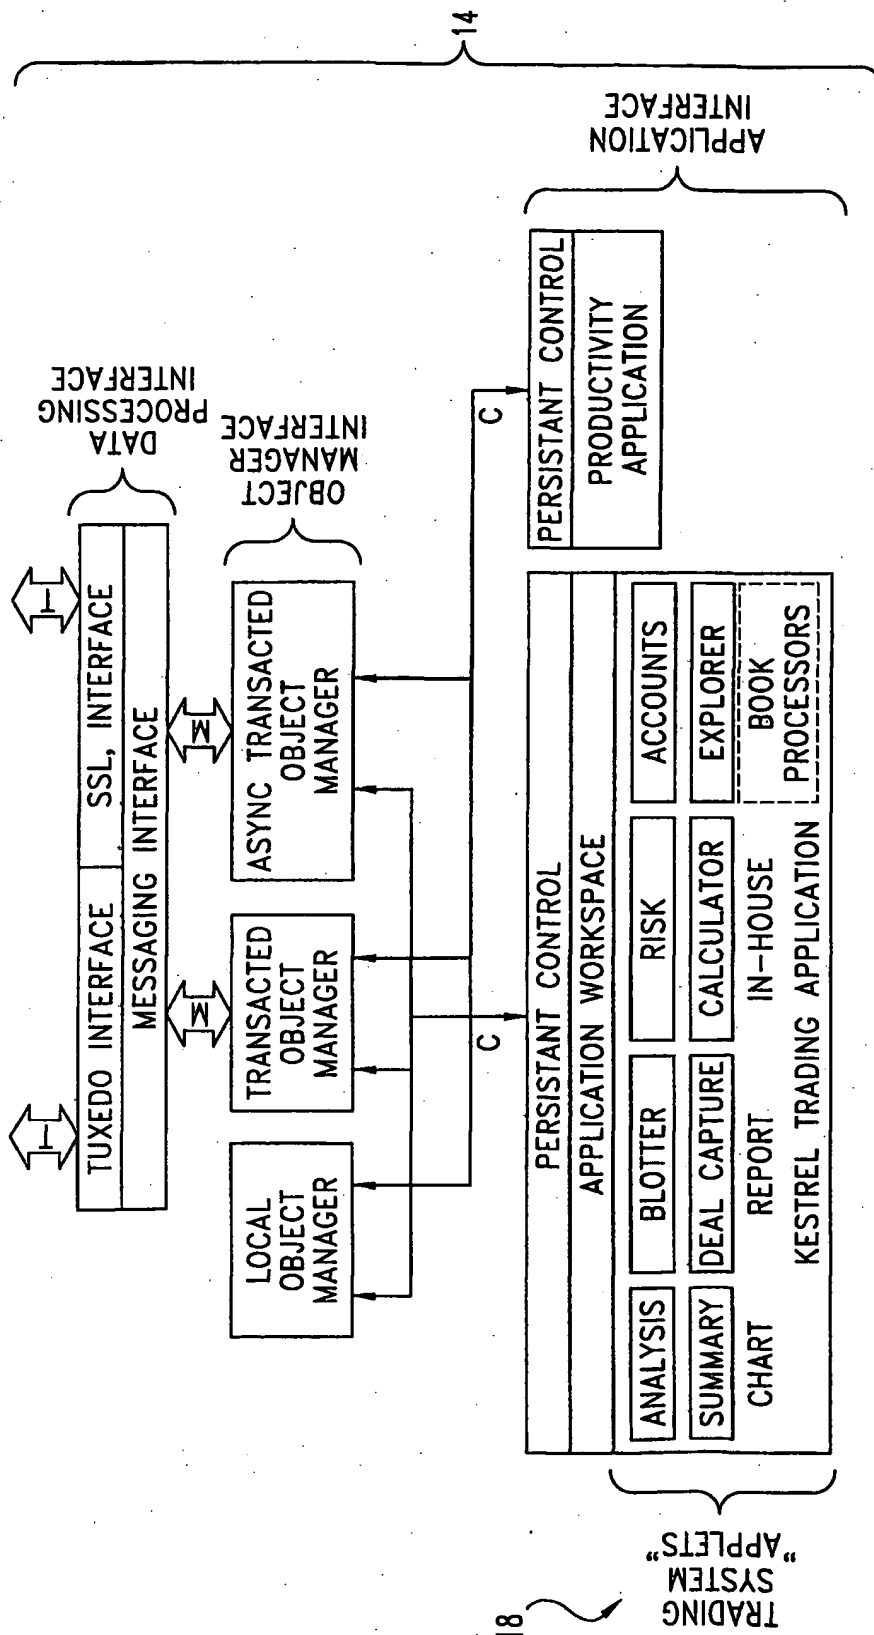 14
T
T
TUXEDO INTERFACE
SSL, INTERFACE
MESSAGING INTERFACE
DATA
PROCESSING
INTERFACE
M
M
LOCAL
OBJECT
MANAGER
TRANSACTED
OBJECT
MANAGER
ASYNC TRANSACTED
OBJECT
MANAGER
OBJECT
MANAGER
INTERFACE
C
C
PERSISTANT CONTROL
APPLICATION WORKSPACE
ANALYSIS
BLOTTER
RISK
ACCOUNTS
SUMMARY
DEAL CAPTURE
CALCULATOR
EXPLORER
CHART
REPORT
IN-HOUSE
BOOK
PROCESSORS
KESTREL TRADING APPLICATION
PERSISTANT CONTROL
PRODUCTIVITY
APPLICATION
APPLICATION
INTERFACE
TRADING
SYSTEM
"APPLETS"
18